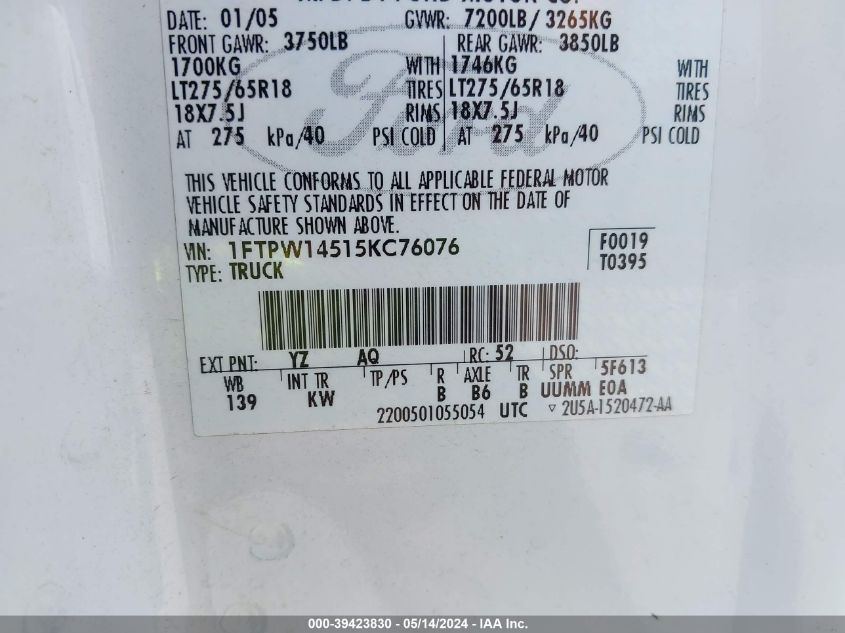 MOTOR CO.
DATE: 01/05 GVWR: 7200LB/ 3265KG
FRONT GAWR: 3750LB REAR GAWR: 3850LB
1700KG WITH 1746KG WITH
LT275/65R18 TIRES LT275/65R18 TIRES
18X7.5J RIMS 18X7.5J RIMS
AT 275 kPa/40 PSI COLD AT 275 kPa/40 PSI COLD
Ford
THIS VEHICLE CONFORMS TO ALL APPLICABLE FEDERAL MOTOR
VEHICLE SAFETY STANDARDS IN EFFECT ON THE DATE OF
MANUFACTURE SHOWN ABOVE.
VIN: 1FTPW14515KC76076 F0019
TYPE: TRUCK T0395
EXT PNT: YZ AQ RC: 52 DSO:
WB INT TR TP/PS R AXLE TR SPR 5F613
139 KW B B6 B UUMM E0A
2200501055054 UTC ▽ 2U5A-1520472-AA
000-39423830 - 05/14/2024 - IAA Inc.